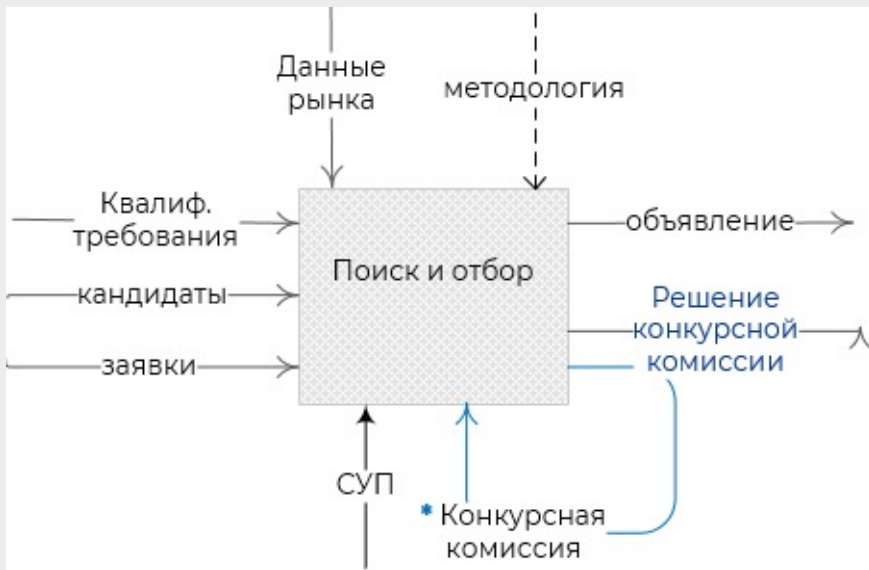 Данные
рынка
методология
Квалиф.
требования
объявление
Поиск и отбор
кандидаты
Решение
конкурсной
комиссии
заявки
СУП
* Конкурсная
комиссия